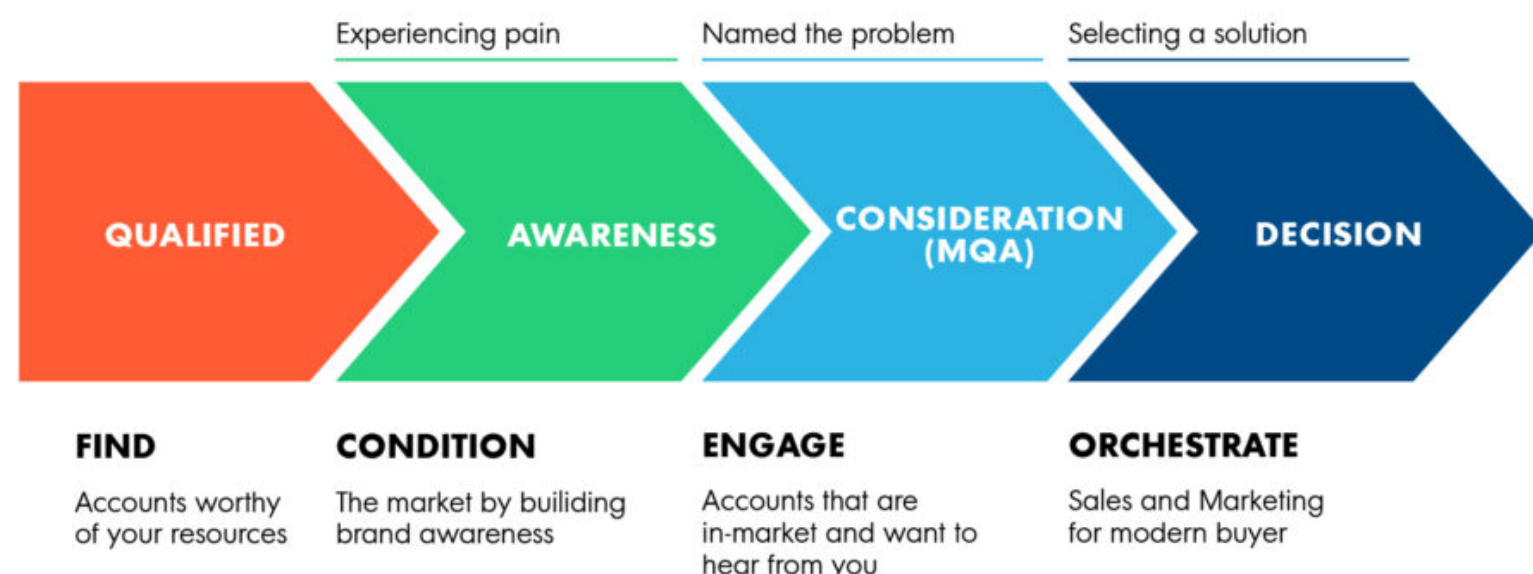 Experiencing pain
Named the problem
Selecting a solution
QUALIFIED
AWARENESS
CONSIDERATION
(MQA)
DECISION
FIND
Accounts worthy
of your resources
CONDITION
The market by builiding
brand awareness
ENGAGE
Accounts that are
in-market and want to
hear from you
ORCHESTRATE
Sales and Marketing
for modern buyer